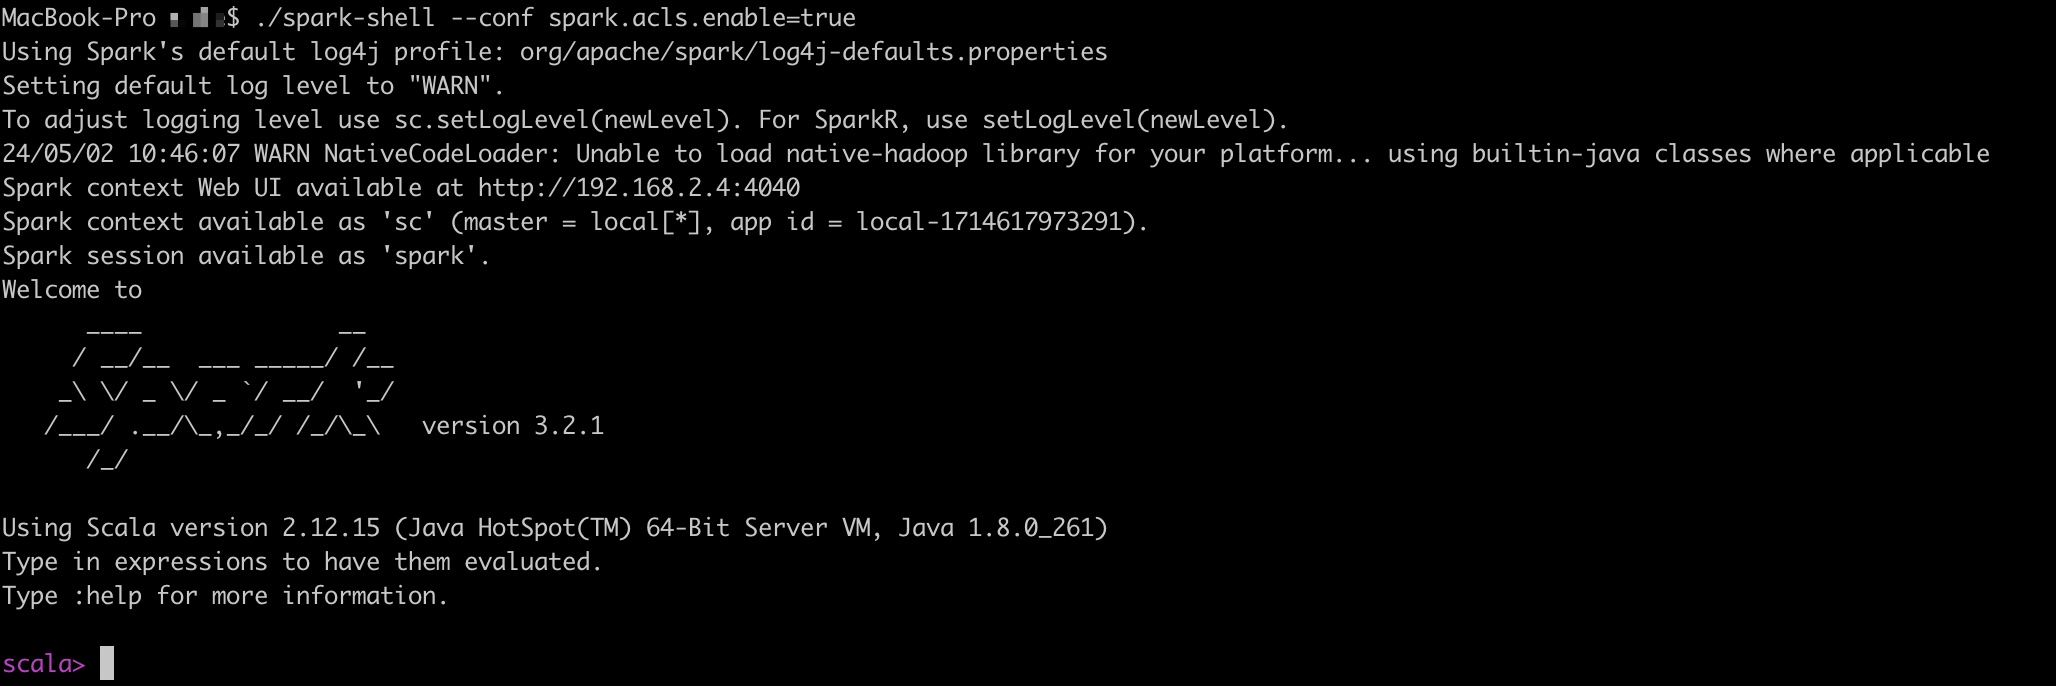 MacBook-Pro $ ./spark-shell --conf spark.acls.enable=true
Using Spark's default log4j profile: org/apache/spark/log4j-defaults.properties
Setting default log level to "WARN".
To adjust logging level use sc.setLogLevel(newLevel). For SparkR, use setLogLevel(newLevel).
24/05/02 10:46:07 WARN NativeCodeLoader: Unable to load native-hadoop library for your platform... using builtin-java classes where applicable
Spark context Web UI available at http://192.168.2.4:4040
Spark context available as 'sc' (master = local[*], app id = local-1714617973291).
Spark session available as 'spark'.
Welcome to
      ____              __
     / __/__  ___ _____/ /__
    _\ \/ _ \/ _ `/ __/  '_/
   /___/ .__/\_,_/_/ /_/\_\   version 3.2.1
      /_/
Using Scala version 2.12.15 (Java HotSpot(TM) 64-Bit Server VM, Java 1.8.0_261)
Type in expressions to have them evaluated.
Type :help for more information.
scala>